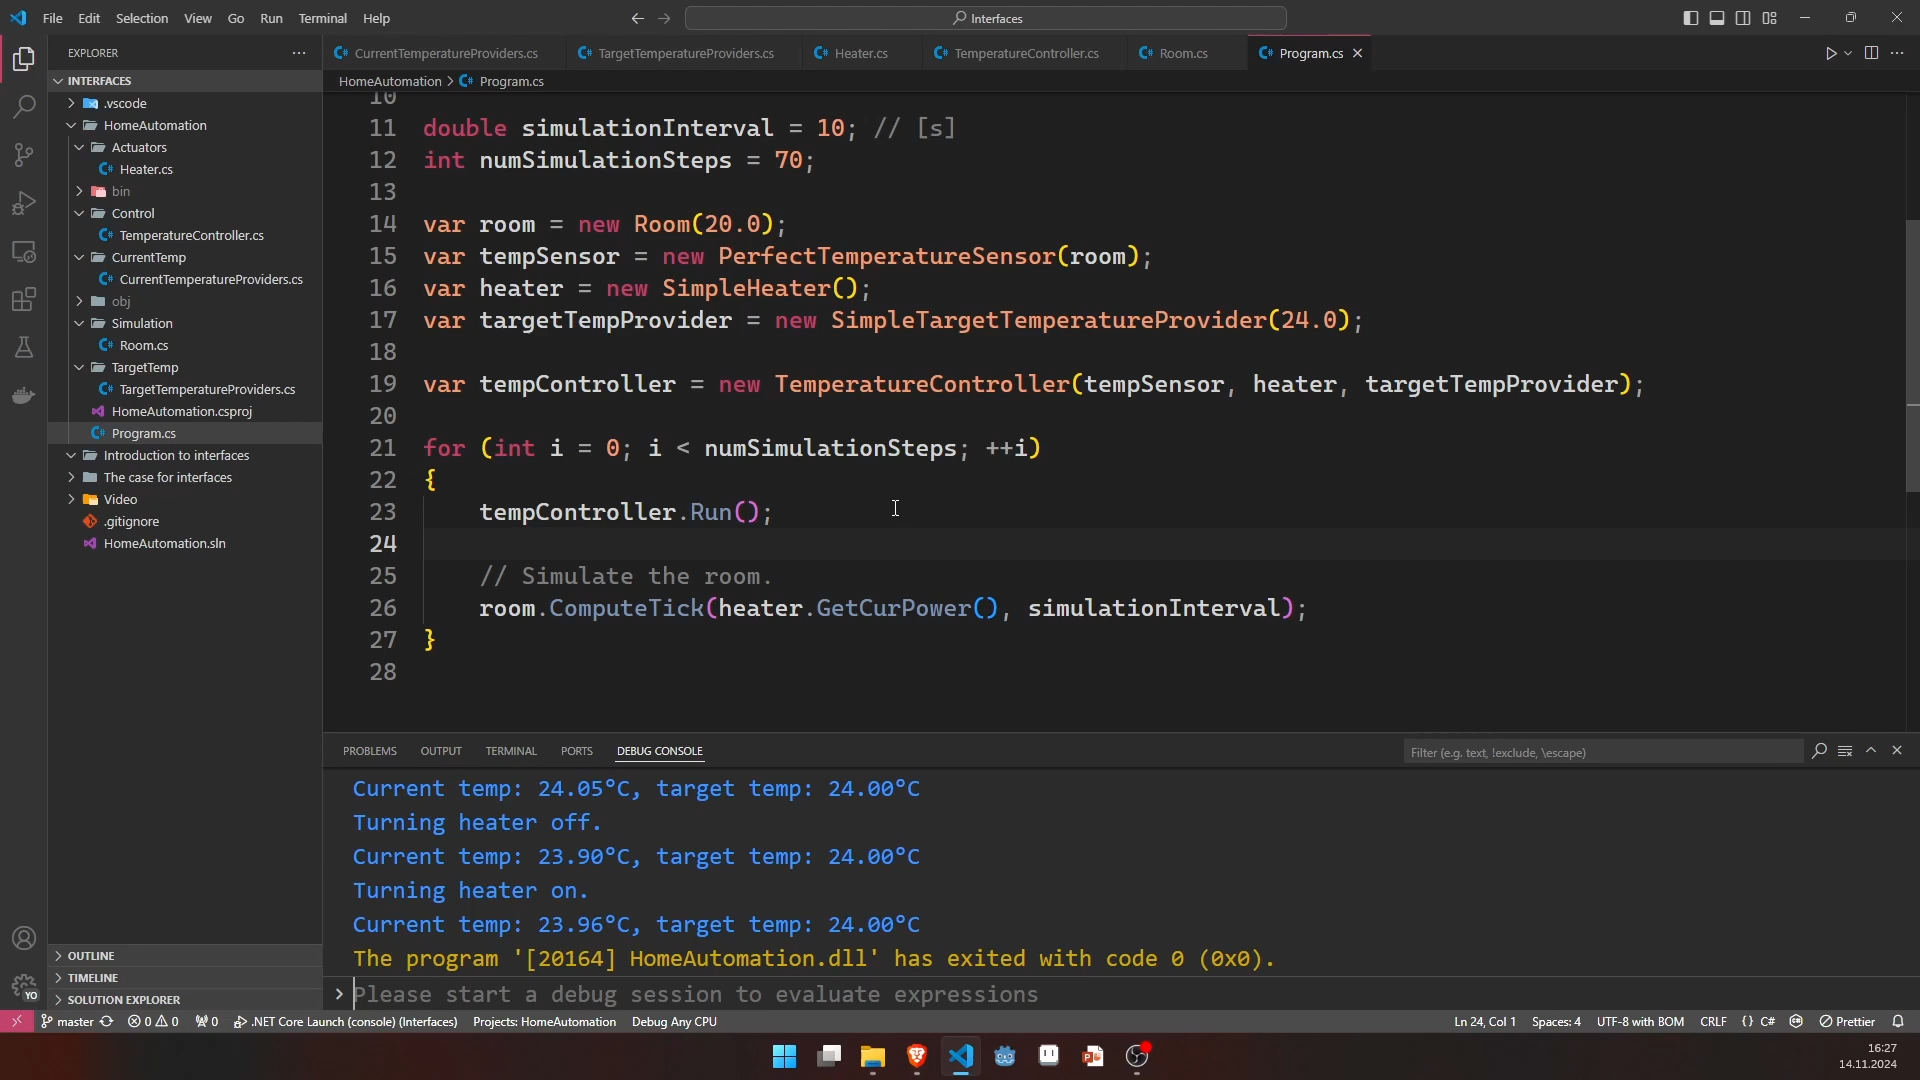 File Edit Selection View Go Run Terminal Help
Interfaces
EXPLORER
INTERFACES
.vscode
HomeAutomation
Actuators
Heater.cs
bin
Control
TemperatureController.cs
CurrentTemp
CurrentTemperatureProviders.cs
obj
Simulation
Room.cs
TargetTemp
TargetTemperatureProviders.cs
HomeAutomation.csproj
Program.cs
Introduction to interfaces
The case for interfaces
Video
.gitignore
HomeAutomation.sln
OUTLINE
TIMELINE
SOLUTION EXPLORER
CurrentTemperatureProviders.cs TargetTemperatureProviders.cs Heater.cs TemperatureController.cs Room.cs Program.cs
HomeAutomation > Program.cs
10
11 double simulationInterval = 10; // [s]
12 int numSimulationSteps = 70;
13
14 var room = new Room(20.0);
15 var tempSensor = new PerfectTemperatureSensor(room);
16 var heater = new SimpleHeater();
17 var targetTempProvider = new SimpleTargetTemperatureProvider(24.0);
18
19 var tempController = new TemperatureController(tempSensor, heater, targetTempProvider);
20
21 for (int i = 0; i < numSimulationSteps; ++i)
22 {
23 tempController.Run();
24
25 // Simulate the room.
26 room.ComputeTick(heater.GetCurPower(), simulationInterval);
27 }
28
PROBLEMS OUTPUT TERMINAL PORTS DEBUG CONSOLE
Filter (e.g. text, !exclude, \escape)
Current temp: 24.05°C, target temp: 24.00°C
Turning heater off.
Current temp: 23.90°C, target temp: 24.00°C
Turning heater on.
Current temp: 23.96°C, target temp: 24.00°C
The program '[20164] HomeAutomation.dll' has exited with code 0 (0x0).
> Please start a debug session to evaluate expressions
YO
master 0 0 0 .NET Core Launch (console) (Interfaces) Projects: HomeAutomation Debug Any CPU
Ln 24, Col 1 Spaces: 4 UTF-8 with BOM CRLF {} C# Prettier
16:27
14.11.2024